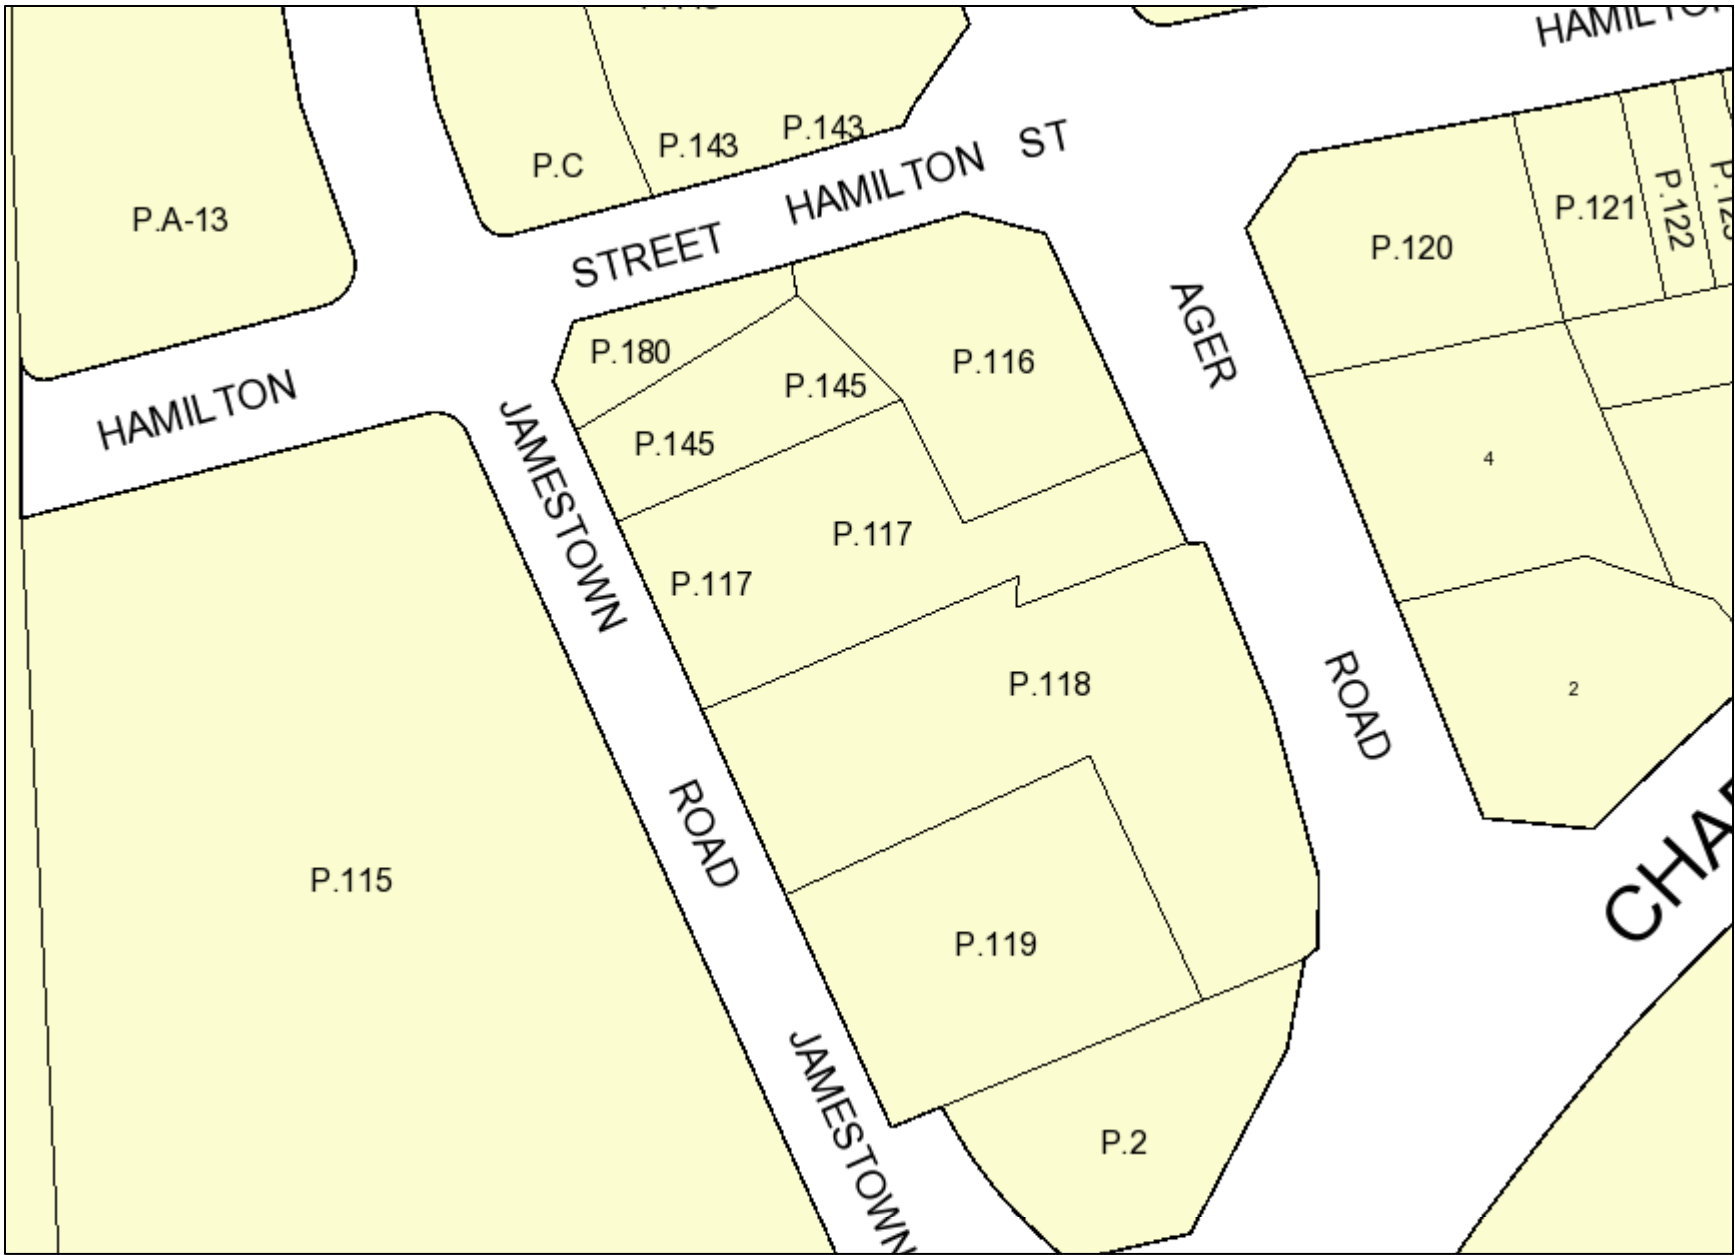 HAMILTON
P.143
P.143
P.C
HAMILTON ST
P.A-13
STREET
P.121
P.122
P.120
AGER
P.180
P.116
P.145
HAMILTON
P.145
JAMESTOWN
4
P.117
P.117
P.118
ROAD
2
ROAD
P.115
P.119
JAMESTOWN
P.2